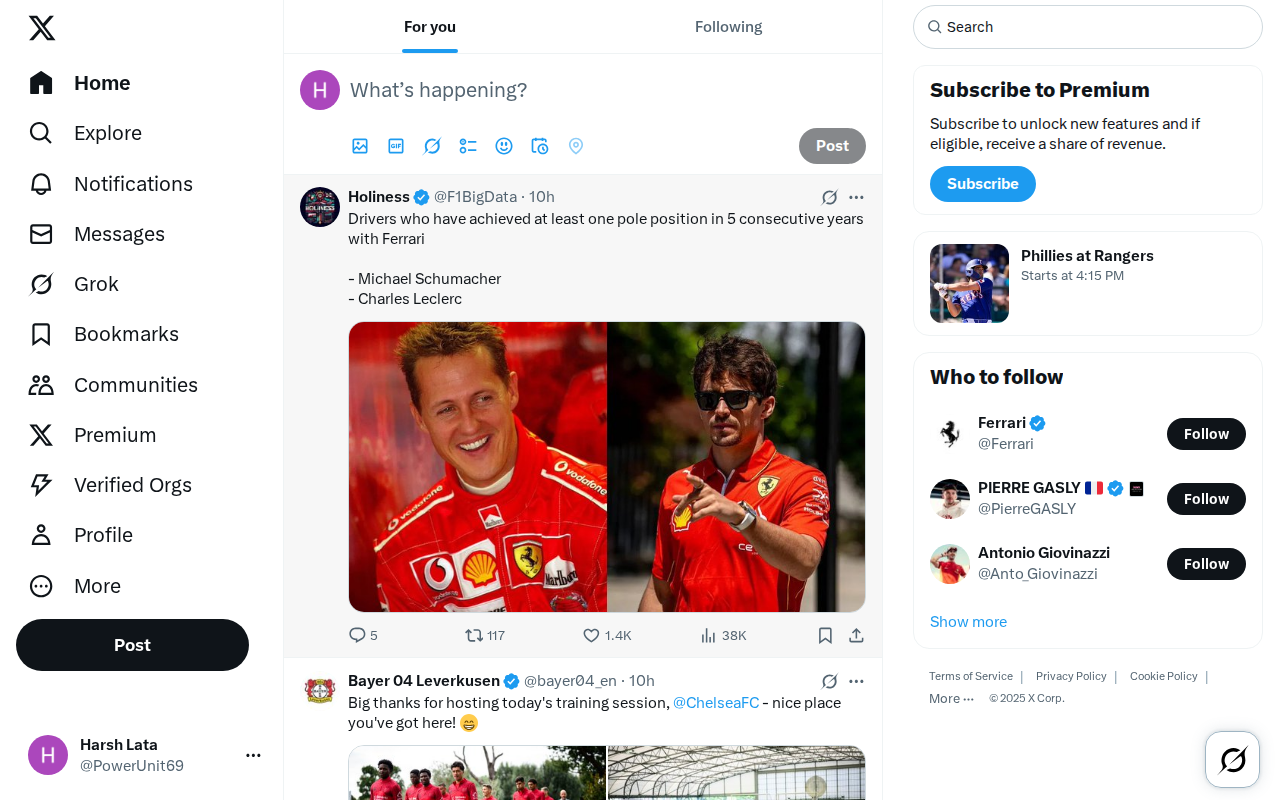 Home
Explore
Notifications
Messages
Grok
Bookmarks
Communities
Premium
Verified Orgs
Profile
More
Post
H
Harsh Lata
@PowerUnit69
For you
Following
H
What's happening?
GIF
Post
Holiness @F1BigData · 10h
Drivers who have achieved at least one pole position in 5 consecutive years
with Ferrari
- Michael Schumacher
- Charles Leclerc
vodafone
vodafone
Marlboro
5
117
1.4K
38K
Bayer 04 Leverkusen @bayer04_en · 10h
Big thanks for hosting today's training session, @ChelseaFC - nice place
you've got here! 😄
Search
Subscribe to Premium
Subscribe to unlock new features and if
eligible, receive a share of revenue.
Subscribe
Phillies at Rangers
Starts at 4:15 PM
Who to follow
Ferrari
@Ferrari
Follow
PIERRE GASLY 🇫🇷
@PierreGASLY
Follow
Antonio Giovinazzi
@Anto_Giovinazzi
Follow
Show more
Terms of Service | Privacy Policy | Cookie Policy |
More ··· © 2025 X Corp.